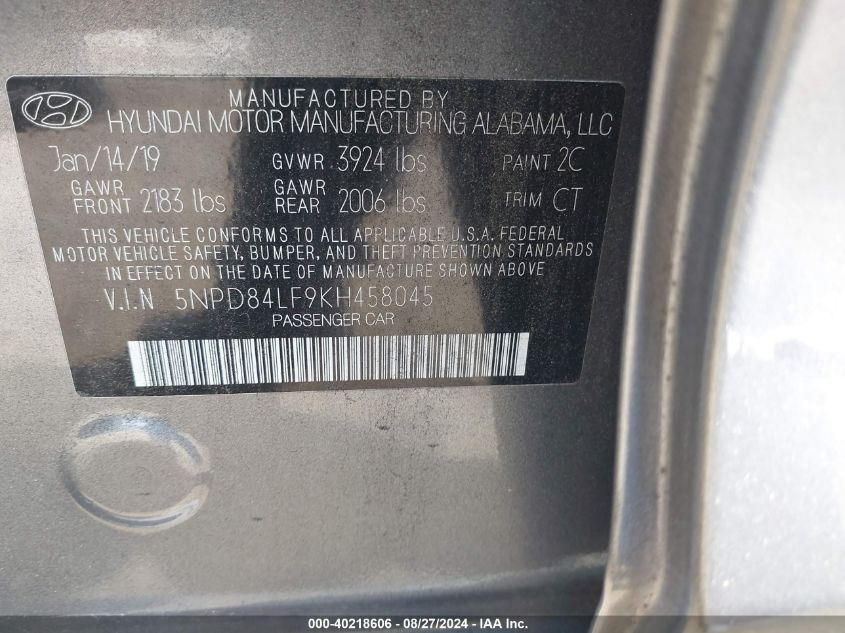 MANUFACTURED BY
HYUNDAI MOTOR MANUFACTURING ALABAMA, LLC
Jan/14/19 GVWR 3924 lbs PAINT 2C
GAWR FRONT 2183 lbs GAWR REAR 2006 lbs TRIM CT
THIS VEHICLE CONFORMS TO ALL APPLICABLE U.S.A. FEDERAL
MOTOR VEHICLE SAFETY, BUMPER, AND THEFT PREVENTION STANDARDS
IN EFFECT ON THE DATE OF MANUFACTURE SHOWN ABOVE
V.I.N 5NPD84LF9KH458045
PASSENGER CAR
000-40218606 - 08/27/2024 - IAA Inc.